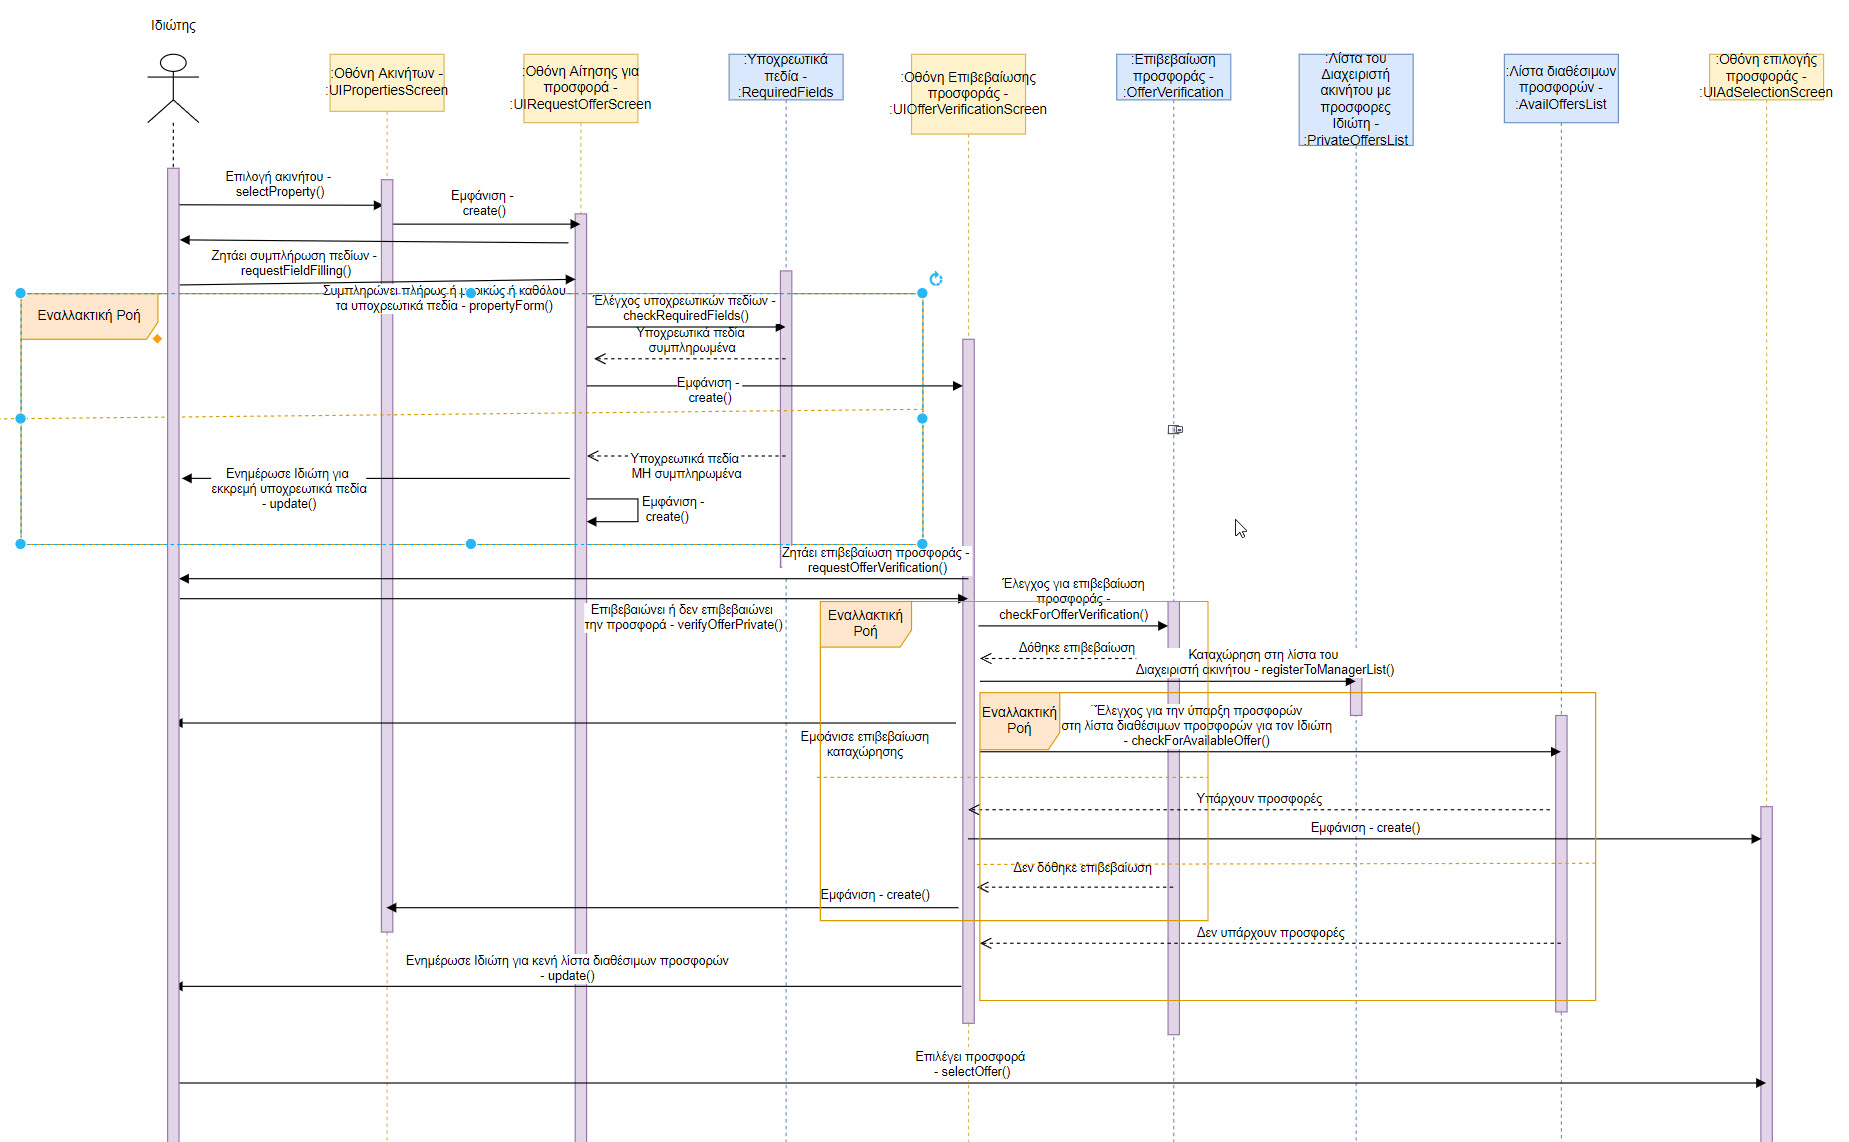 Ιδιώτης
:Οθόνη Ακινήτων -
:UIPropertiesScreen
:Οθόνη Αίτησης για
προσφορά -
:UIRequestOfferScreen
:Υποχρεωτικά
πεδία -
:RequiredFields
:Οθόνη Επιβεβαίωσης
προσφοράς -
:UIOfferVerificationScreen
:Επιβεβαίωση
προσφοράς -
:OfferVerification
:Λίστα του
Διαχειριστή
ακινήτου με
προσφορες
Ιδιώτη -
:PrivateOffersList
:Λίστα διαθέσιμων
προσφορών -
:AvailOffersList
:Οθόνη επιλογής
προσφοράς -
:UIAdSelectionScreen
Επιλογή ακινήτου -
selectProperty()
Εμφάνιση -
create()
Ζητάει συμπλήρωση πεδίων -
requestFieldFilling()
Συμπληρώνει πλήρως ή μερικώς ή καθόλου
τα υποχρεωτικά πεδία - propertyForm()
Εναλλακτική Ροή
Έλέγχος υποχρεωτικών πεδίων -
checkRequiredFields()
Υποχρεωτικά πεδία
συμπληρωμένα
Εμφάνιση -
create()
Υποχρεωτικά πεδία
ΜΗ συμπληρωμένα
Ενημέρωσε Ιδιώτη για
εκκρεμή υποχρεωτικά πεδία
- update()
Εμφάνιση -
create()
Ζητάει επιβεβαίωση προσφοράς -
requestOfferVerification()
Επιβεβαιώνει ή δεν επιβεβαιώνει
την προσφορά - verifyOfferPrivate()
Εναλλακτική
Ροή
Έλεγχος για επιβεβαίωση
προσφοράς -
checkForOfferVerification()
Δόθηκε επιβεβαίωση
Καταχώρηση στη λίστα του
Διαχειριστή ακινήτου - registerToManagerList()
Εμφάνισε επιβεβαίωση
καταχώρησης
Εναλλακτική
Ροή
Έλεγχος για την ύπαρξη προσφορών
στη λίστα διαθέσιμων προσφορών για τον Ιδιώτη
- checkForAvailableOffer()
Υπάρχουν προσφορές
Εμφάνιση - create()
Δεν δόθηκε επιβεβαίωση
Εμφάνιση - create()
Δεν υπάρχουν προσφορές
Ενημέρωσε Ιδιώτη για κενή λίστα διαθέσιμων προσφορών
- update()
Επιλέγει προσφορά
- selectOffer()